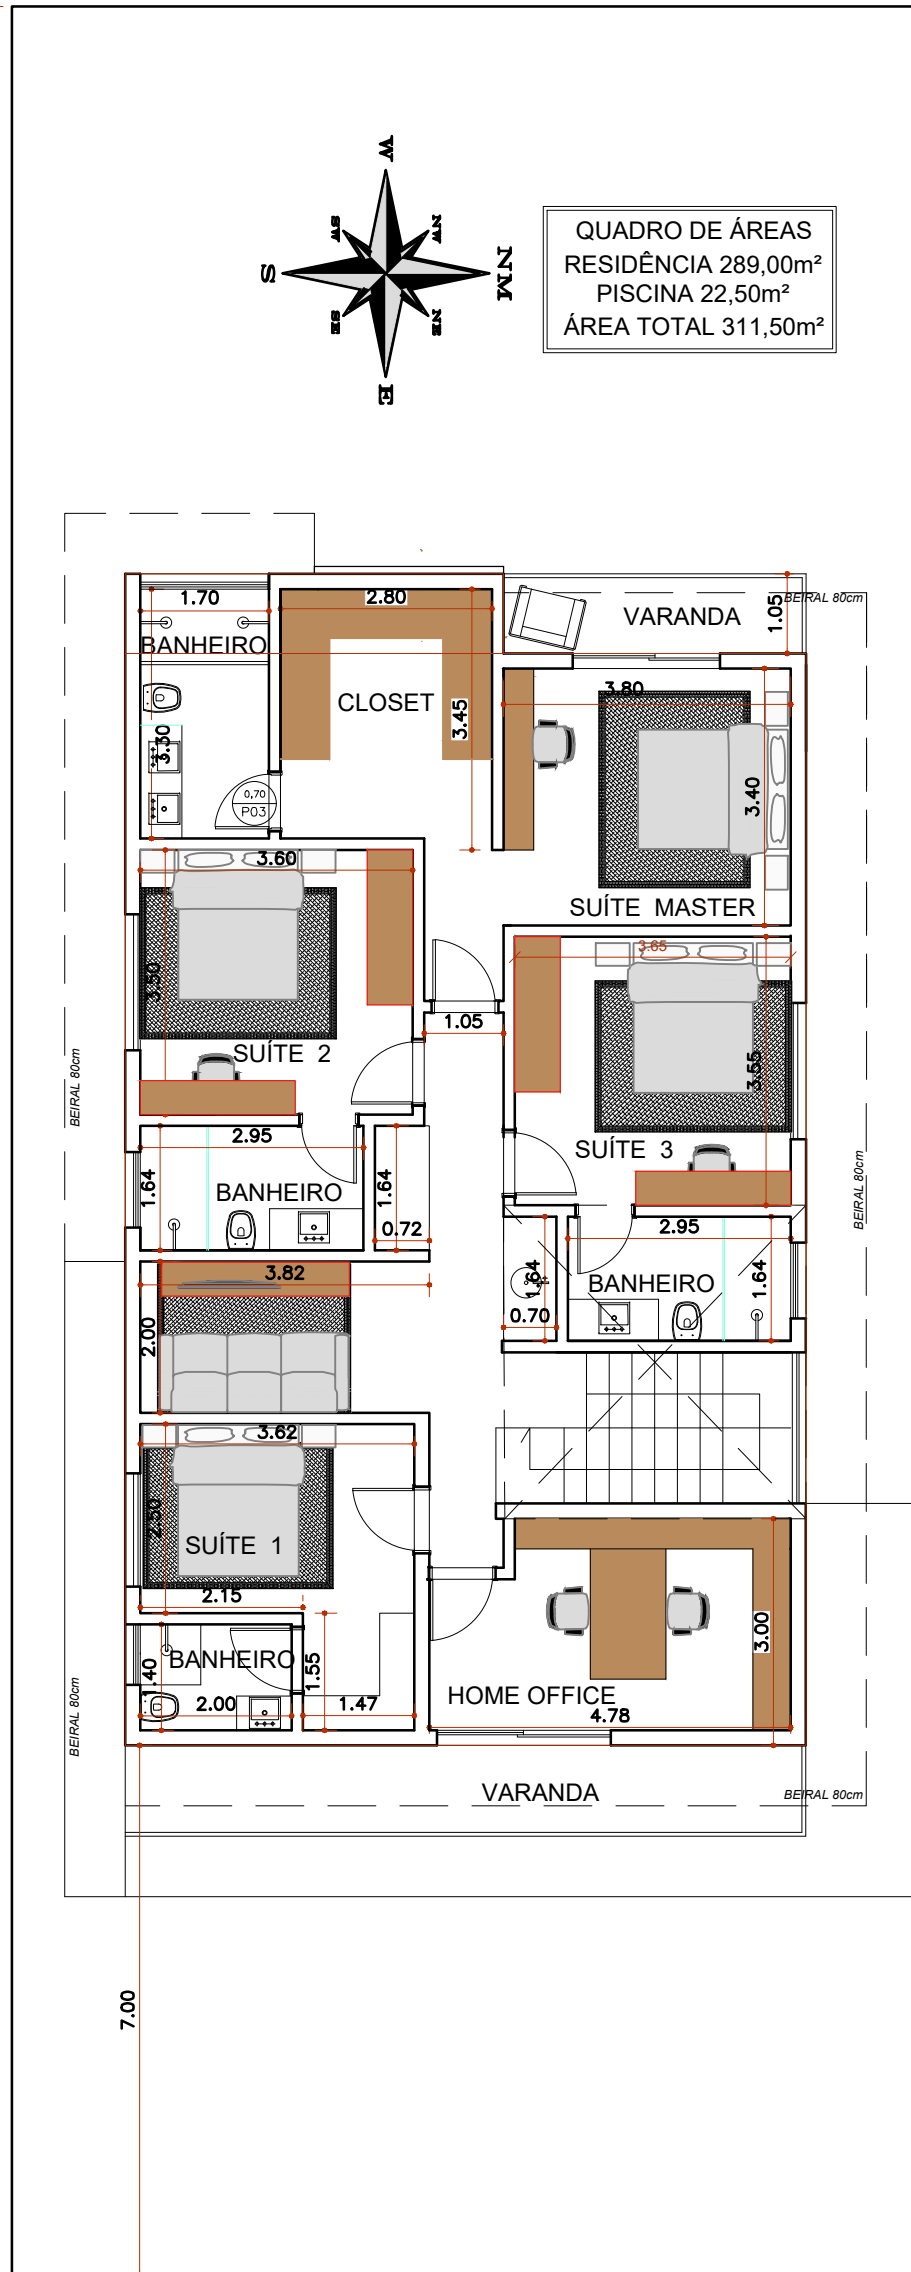 W
SW
NW
S
NM
SE
NE
E
QUADRO DE ÁREAS
RESIDÊNCIA 289,00m²
PISCINA 22,50m²
ÁREA TOTAL 311,50m²
1.70
2.80
VARANDA
1.05
BEIRAL 80cm
BANHEIRO
CLOSET
3.45
3.80
3.30
3.40
0,70
P03
3.60
SUÍTE MASTER
3.65
3.50
1.05
SUÍTE 2
3.55
BEIRAL 80cm
2.95
SUÍTE 3
1.64
BANHEIRO
1.64
0.72
2.95
BEIRAL 80cm
3.82
1.64
BANHEIRO
1.64
0.70
2.00
3.62
2.50
SUÍTE 1
2.15
3.00
1.40
BANHEIRO
1.55
2.00
1.47
HOME OFFICE
4.78
BEIRAL 80cm
VARANDA
BEIRAL 80cm
7.00